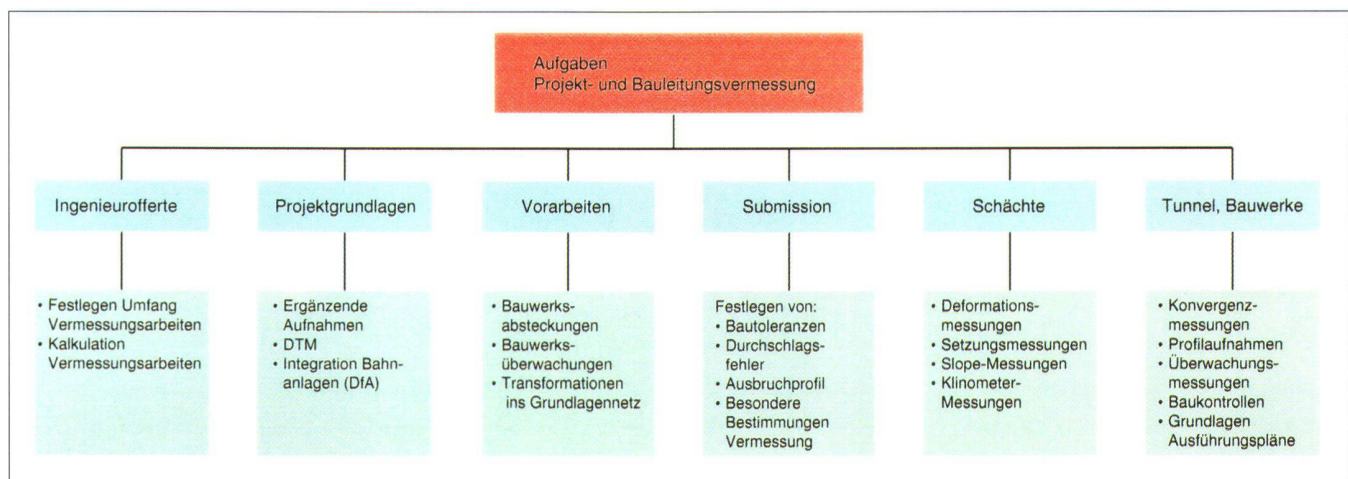 Aufgaben
Projekt- und Bauleitungsvermessung
Ingenieurofferte
Projektgrundlagen
Vorarbeiten
Submission
Schächte
Tunnel, Bauwerke
• Festlegen Umfang
Vermessungsarbeiten
• Kalkulation
Vermessungsarbeiten
• Ergänzende
Aufnahmen
• DTM
• Integration Bahn-
anlagen (DfA)
• Bauwerks-
absteckungen
• Bauwerks-
überwachungen
• Transformationen
ins Grundlagennetz
Festlegen von:
• Bautoleranzen
• Durchschlags-
fehler
• Ausbruchprofil
• Besondere
Bestimmungen
Vermessung
• Deformations-
messungen
• Setzungsmessungen
• Slope-Messungen
• Klinometer-
Messungen
• Konvergenz-
messungen
• Profilaufnahmen
• Überwachungs-
messungen
• Baukontrollen
• Grundlagen
Ausführungspläne